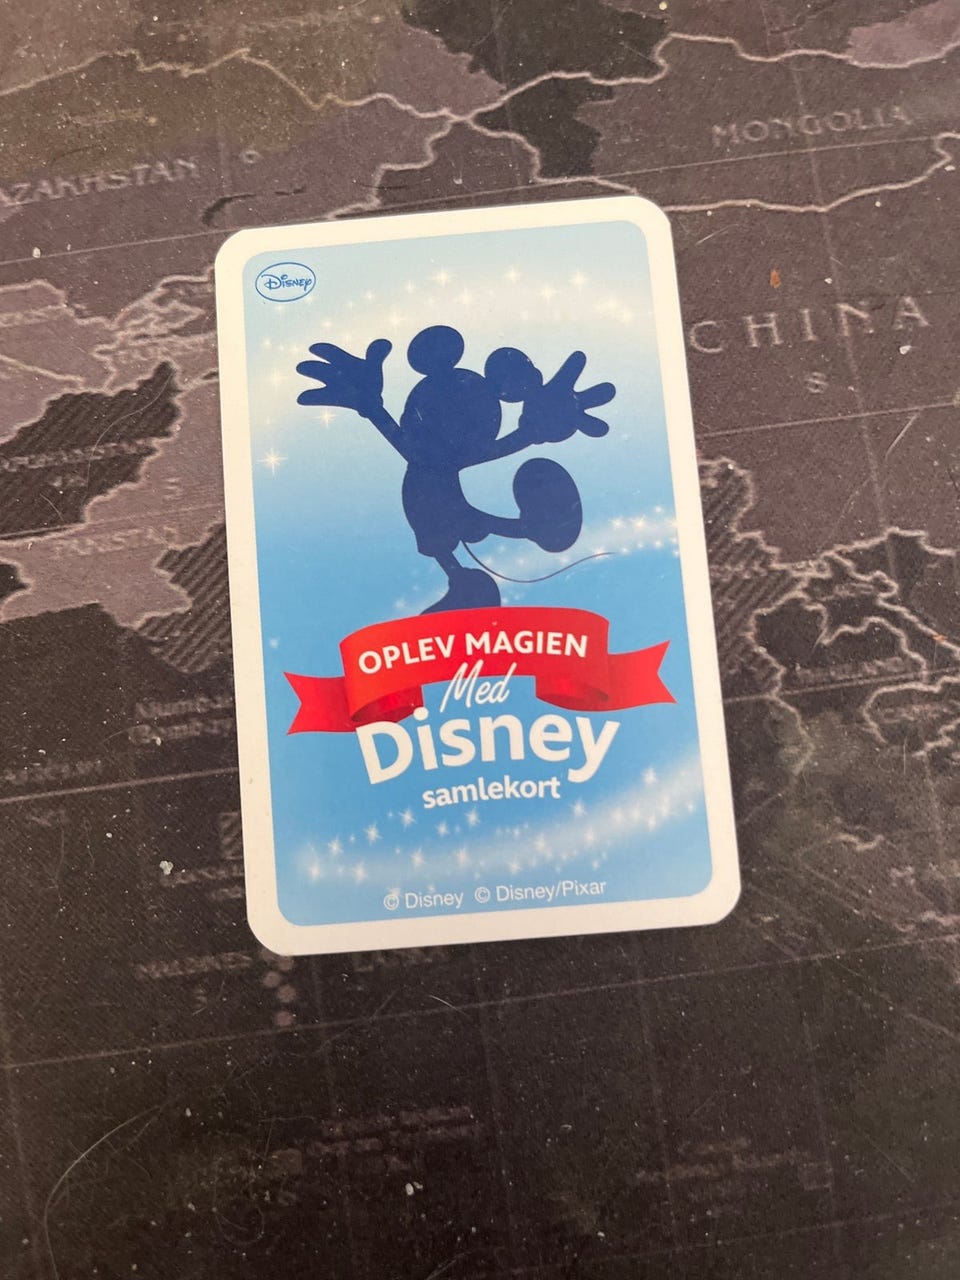 MONGOLIA
AZAKHSTAN
CHINA
Disney
OPLEV MAGIEN
Med
Disney
samlekort
© Disney © Disney/Pixar